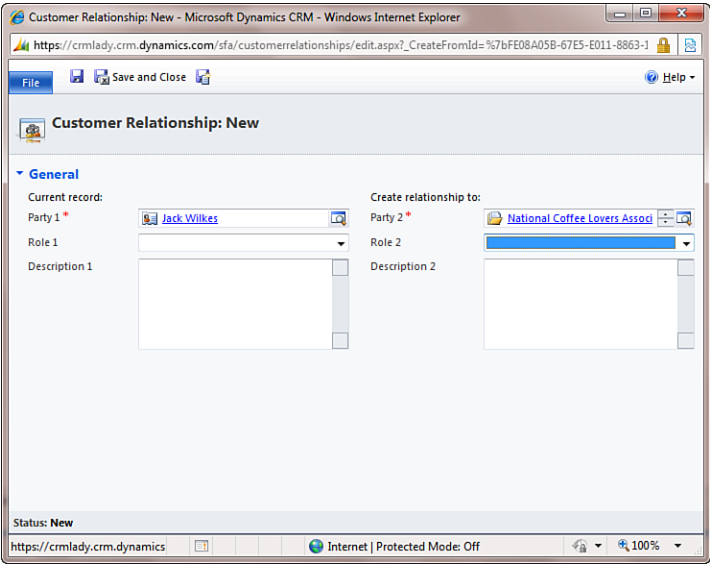 Customer Relationship: New - Microsoft Dynamics CRM - Windows Internet Explorer
https://crmlady.crm.dynamics.com/sfa/customerrelationships/edit.aspx?_CreateFromId=%7bFE08A05B-67E5-E011-8863-1
File Save and Close Help
Customer Relationship: New
General
Current record: Create relationship to:
Party 1 * Jack Wilkes Party 2 * National Coffee Lovers Associ
Role 1 Role 2
Description 1 Description 2
Status: New
https://crmlady.crm.dynamics Internet | Protected Mode: Off 100%